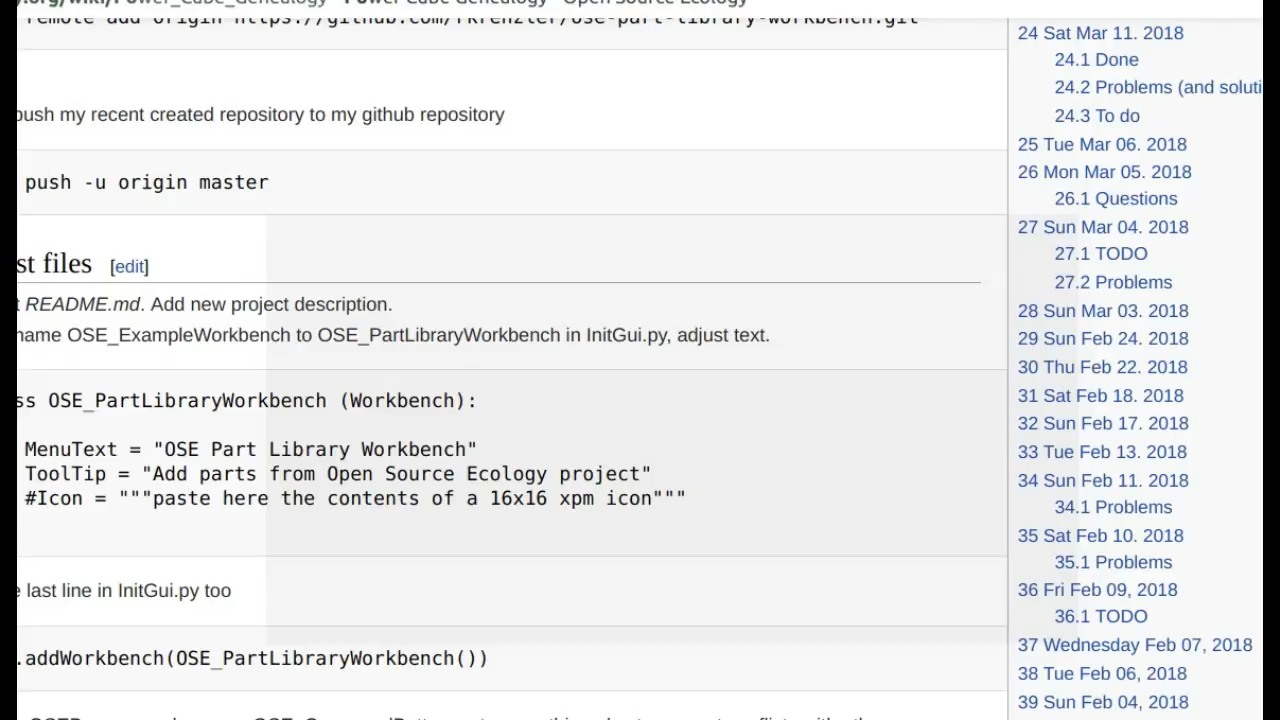 remote add origin https://github.com/rkrenzler/ose-part-library-workbench.git
push my recent created repository to my github repository
push -u origin master
st files [edit]
README.md. Add new project description.
name OSE_ExampleWorkbench to OSE_PartLibraryWorkbench in InitGui.py, adjust text.
ss OSE_PartLibraryWorkbench (Workbench):
MenuText = "OSE Part Library Workbench"
ToolTip = "Add parts from Open Source Ecology project"
#Icon = """paste here the contents of a 16x16 xpm icon"""
e last line in InitGui.py too
.addWorkbench(OSE_PartLibraryWorkbench())
24 Sat Mar 11. 2018
24.1 Done
24.2 Problems (and soluti
24.3 To do
25 Tue Mar 06. 2018
26 Mon Mar 05. 2018
26.1 Questions
27 Sun Mar 04. 2018
27.1 TODO
27.2 Problems
28 Sun Mar 03. 2018
29 Sun Feb 24. 2018
30 Thu Feb 22. 2018
31 Sat Feb 18. 2018
32 Sun Feb 17. 2018
33 Tue Feb 13. 2018
34 Sun Feb 11. 2018
34.1 Problems
35 Sat Feb 10. 2018
35.1 Problems
36 Fri Feb 09, 2018
36.1 TODO
37 Wednesday Feb 07, 2018
38 Tue Feb 06, 2018
39 Sun Feb 04, 2018